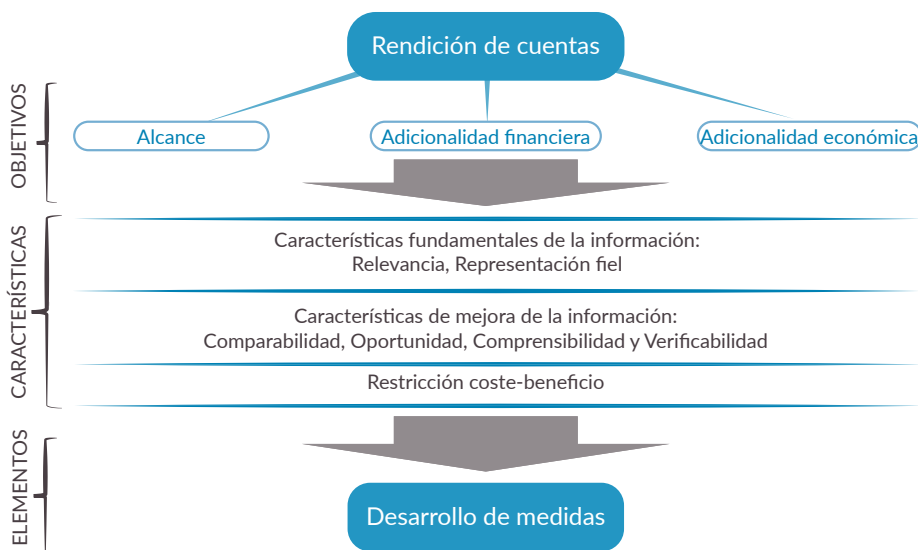 Rendición de cuentas
OBJETIVOS
Alcance
Adicionalidad financiera
Adicionalidad económica
CARACTERÍSTICAS
Características fundamentales de la información:
Relevancia, Representación fiel
Características de mejora de la información:
Comparabilidad, Oportunidad, Comprensibilidad y Verificabilidad
Restricción coste-beneficio
ELEMENTOS
Desarrollo de medidas